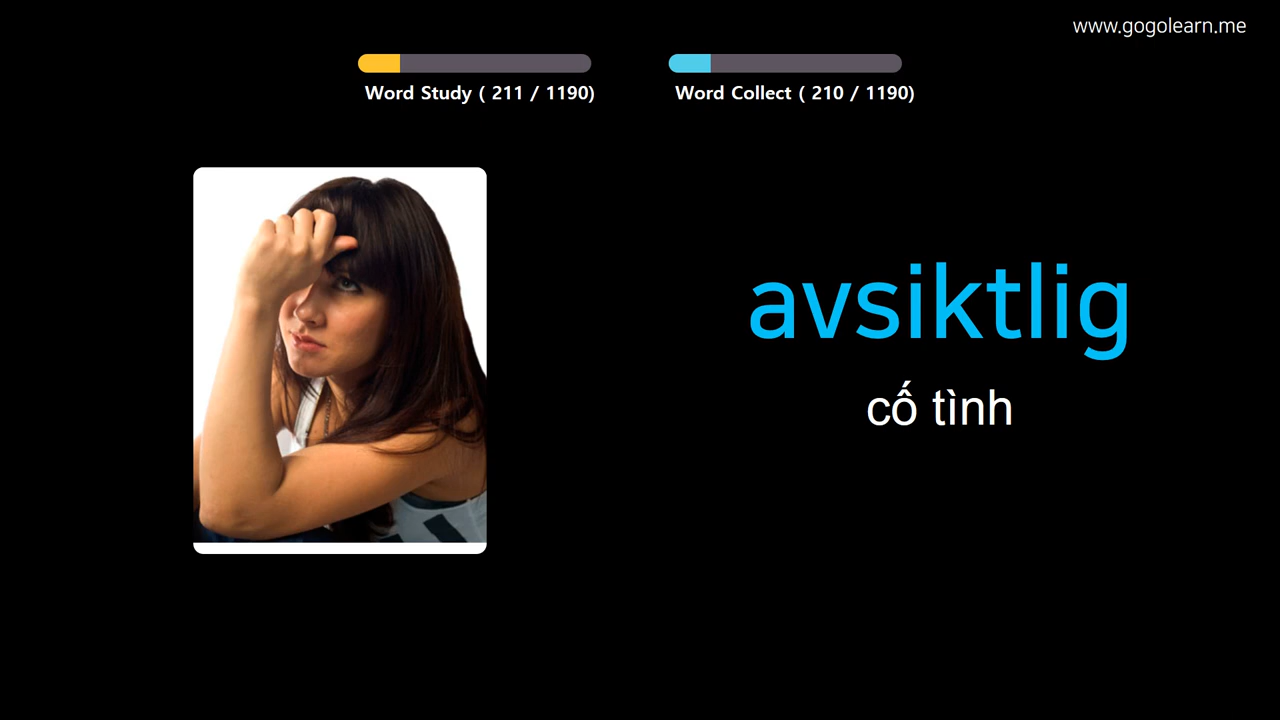 www.gogolearn.me
Word Study ( 211 / 1190)
Word Collect ( 210 / 1190)
avsiktlig
cố tình